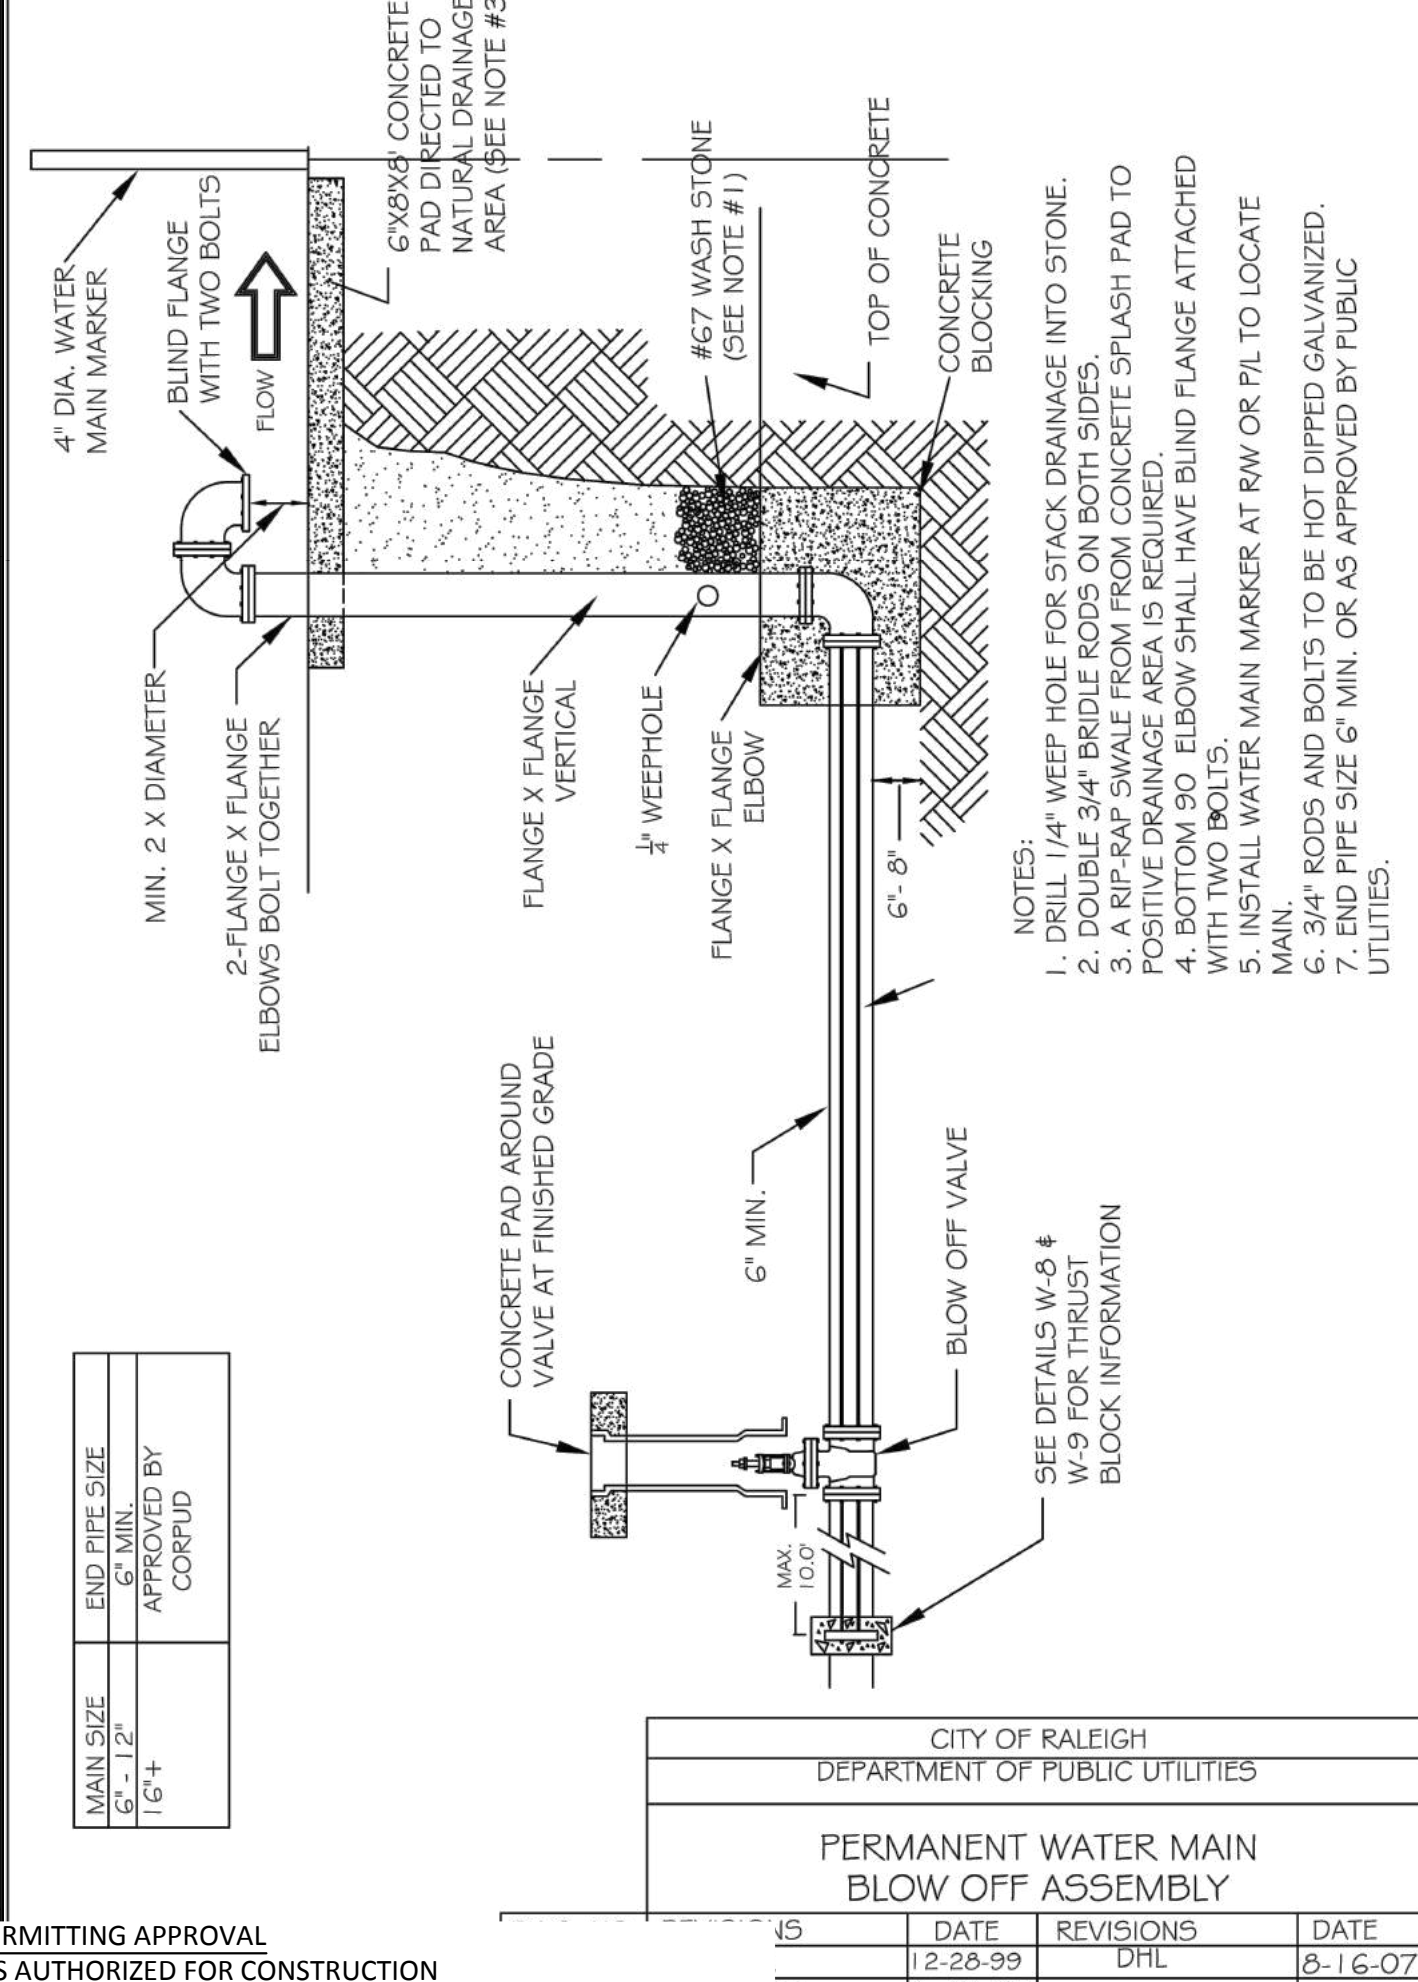 4" DIA. WATER
MAIN MARKER
BLIND FLANGE
WITH TWO BOLTS
FLOW
6"X8'X8' CONCRETE
PAD DIRECTED TO
NATURAL DRAINAGE
AREA (SEE NOTE #3
MIN. 2 X DIAMETER
2-FLANGE X FLANGE
ELBOWS BOLT TOGETHER
#67 WASH STONE
(SEE NOTE #1)
TOP OF CONCRETE
CONCRETE
BLOCKING
FLANGE X FLANGE
VERTICAL
1/4" WEEPHOLE
FLANGE X FLANGE
ELBOW
6"- 8"
CONCRETE PAD AROUND
VALVE AT FINISHED GRADE
6" MIN.
BLOW OFF VALVE
MAX.
10.0'
SEE DETAILS W-8 &
W-9 FOR THRUST
BLOCK INFORMATION
MAIN SIZE END PIPE SIZE
6" - 12" 6" MIN.
16"+ APPROVED BY
CORPUD
NOTES:
1. DRILL 1/4" WEEP HOLE FOR STACK DRAINAGE INTO STONE.
2. DOUBLE 3/4" BRIDLE RODS ON BOTH SIDES.
3. A RIP-RAP SWALE FROM FROM CONCRETE SPLASH PAD TO
POSITIVE DRAINAGE AREA IS REQUIRED.
4. BOTTOM 90 ELBOW SHALL HAVE BLIND FLANGE ATTACHED
WITH TWO BOLTS.
5. INSTALL WATER MAIN MARKER AT R/W OR P/L TO LOCATE
MAIN.
6. 3/4" RODS AND BOLTS TO BE HOT DIPPED GALVANIZED.
7. END PIPE SIZE 6" MIN. OR AS APPROVED BY PUBLIC
UTLITIES.
CITY OF RALEIGH
DEPARTMENT OF PUBLIC UTILITIES
PERMANENT WATER MAIN
BLOW OFF ASSEMBLY
NS DATE REVISIONS DATE
12-28-99 DHL 8-16-07
RMITTING APPROVAL
S AUTHORIZED FOR CONSTRUCTION